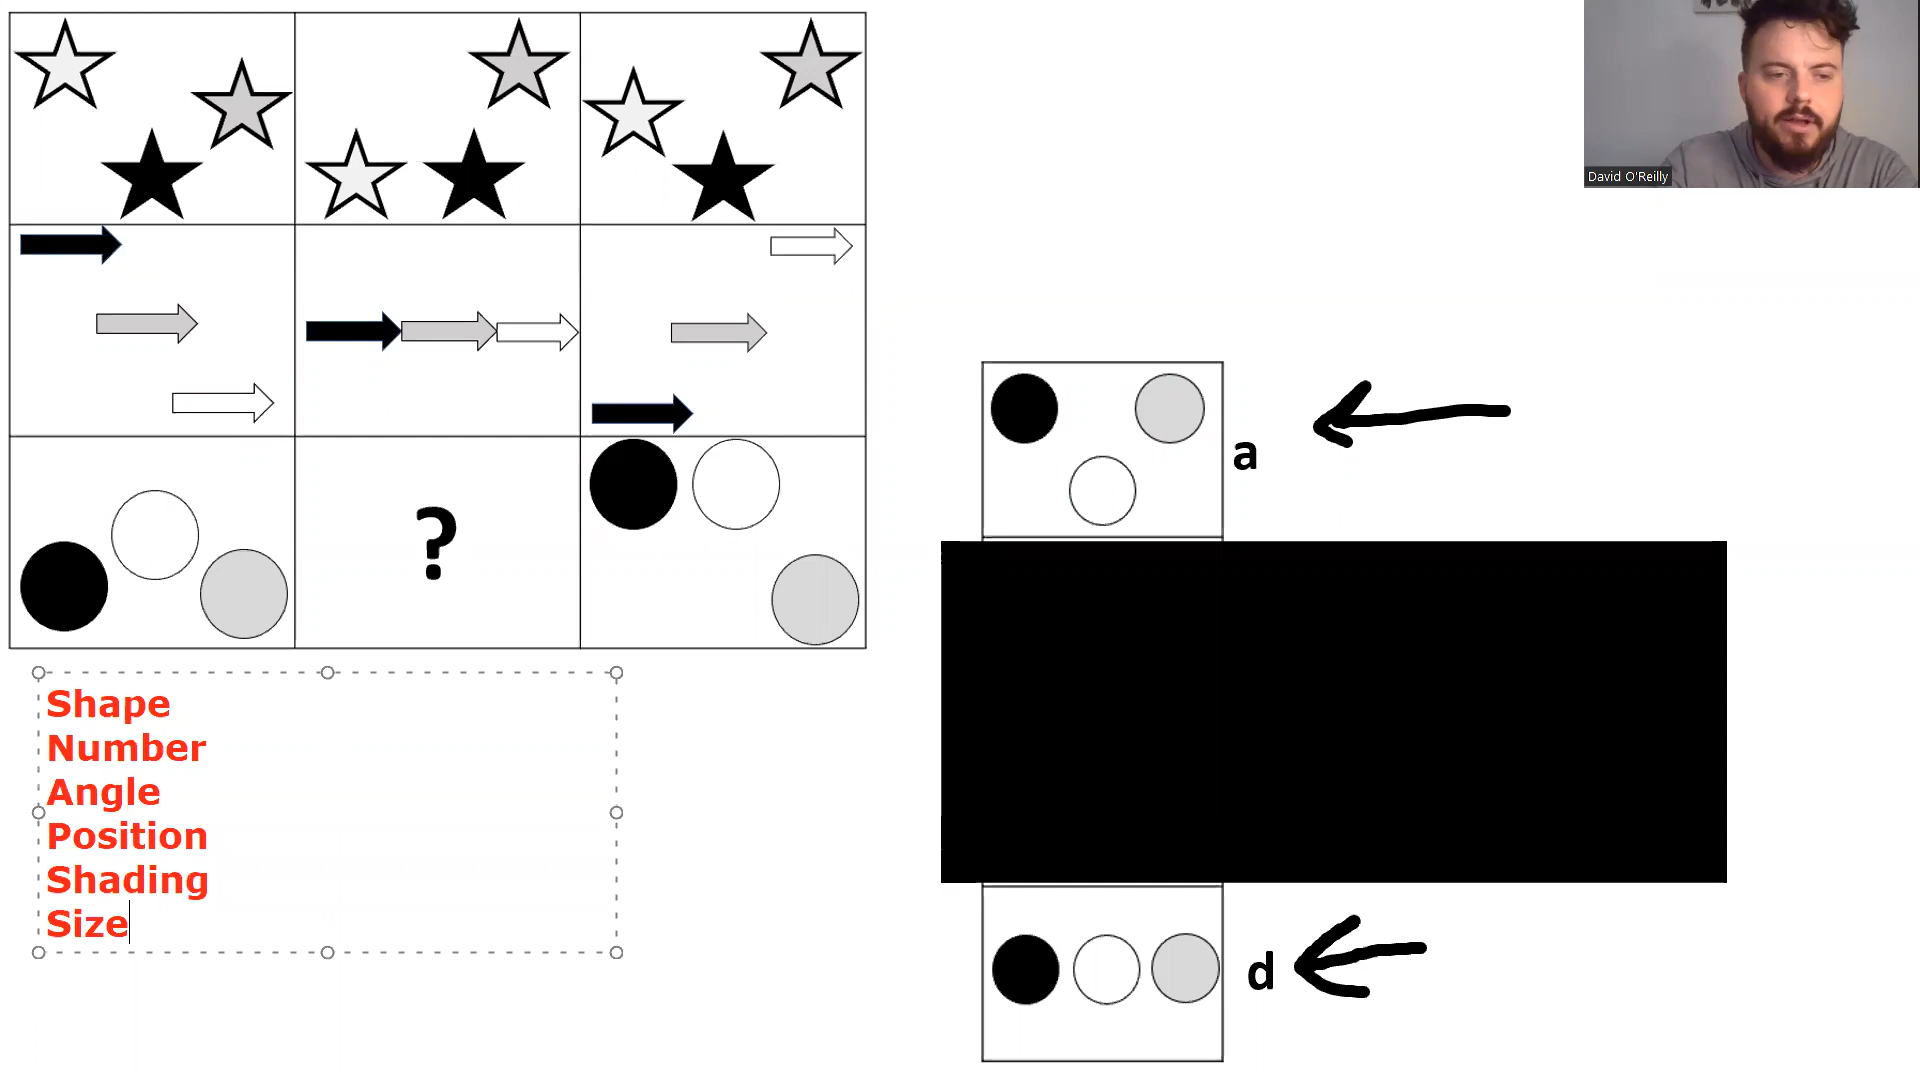 David O'Reilly
?
a
Shape
Number
Angle
Position
Shading
Size
d